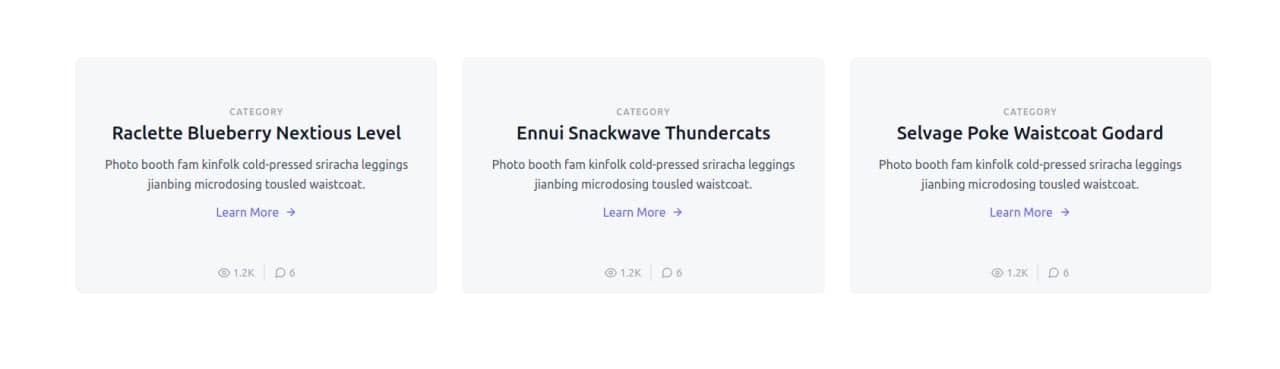 CATEGORY
Raclette Blueberry Nextious Level
Photo booth fam kinfolk cold-pressed sriracha leggings
jianbing microdosing tousled waistcoat.
Learn More
1.2K
6
CATEGORY
Ennui Snackwave Thundercats
Photo booth fam kinfolk cold-pressed sriracha leggings
jianbing microdosing tousled waistcoat.
Learn More
1.2K
6
CATEGORY
Selvage Poke Waistcoat Godard
Photo booth fam kinfolk cold-pressed sriracha leggings
jianbing microdosing tousled waistcoat.
Learn More
1.2K
6